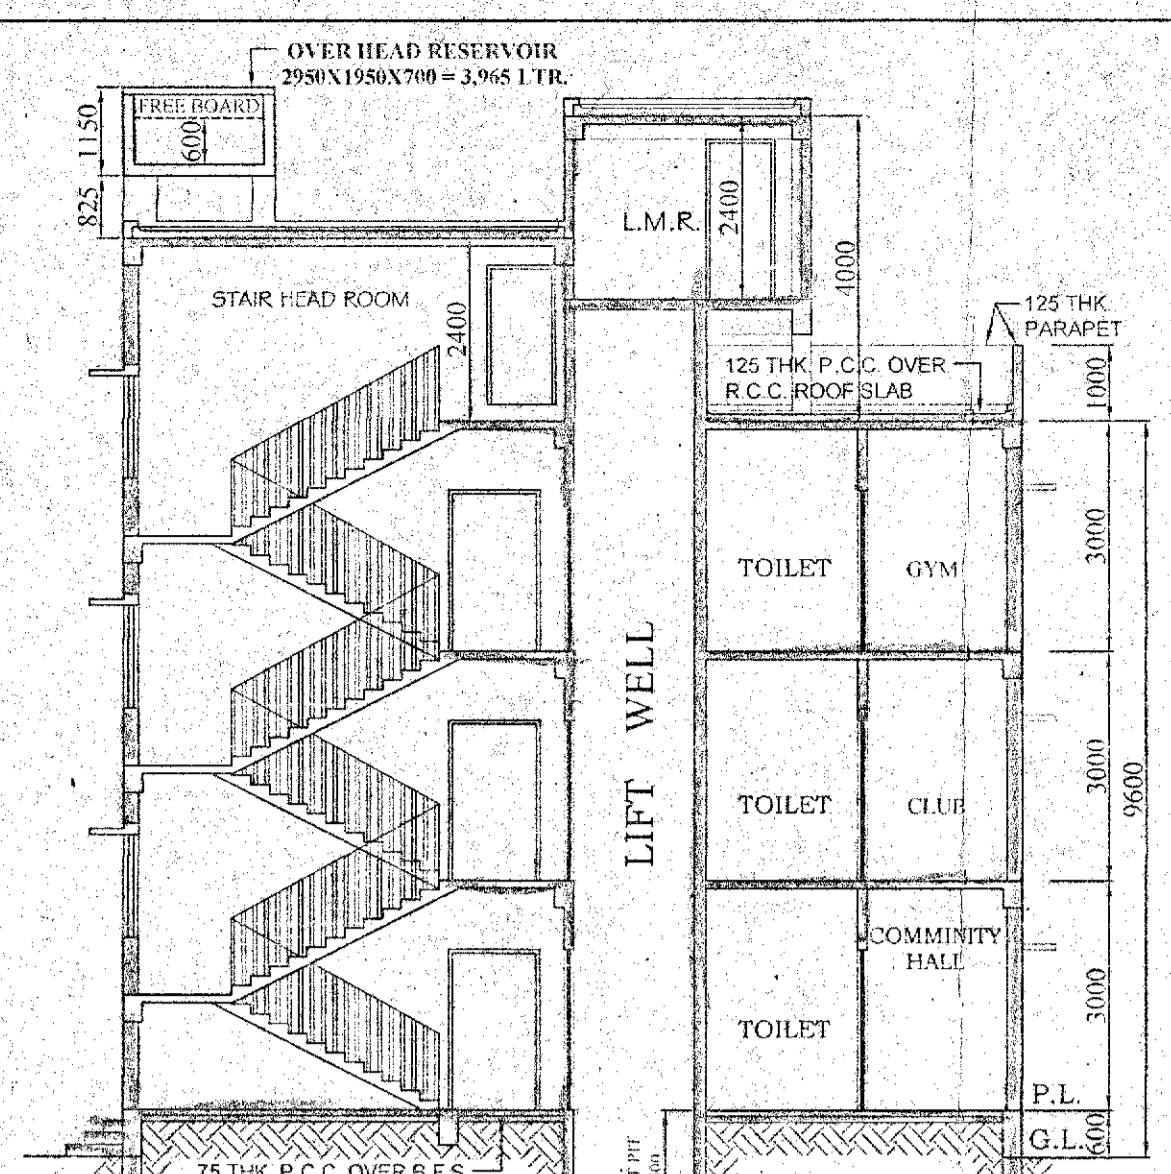 OVER HEAD RESERVOIR
2950X1950X700 = 3,965 LTR.
FREE BOARD
600
1150
825
L.M.R.
2400
4000
STAIR HEAD ROOM
2400
125 THK.
PARAPET
125 THK. P.C.C. OVER
R.C.C. ROOF SLAB
1000
TOILET
GYM
3000
LIFT WELL
TOILET
CLUB
3000
9600
COMMINITY
HALL
TOILET
3000
P.L.
G.L.
600
75 THK. P.C.C. OVER B.F.S.
PIT